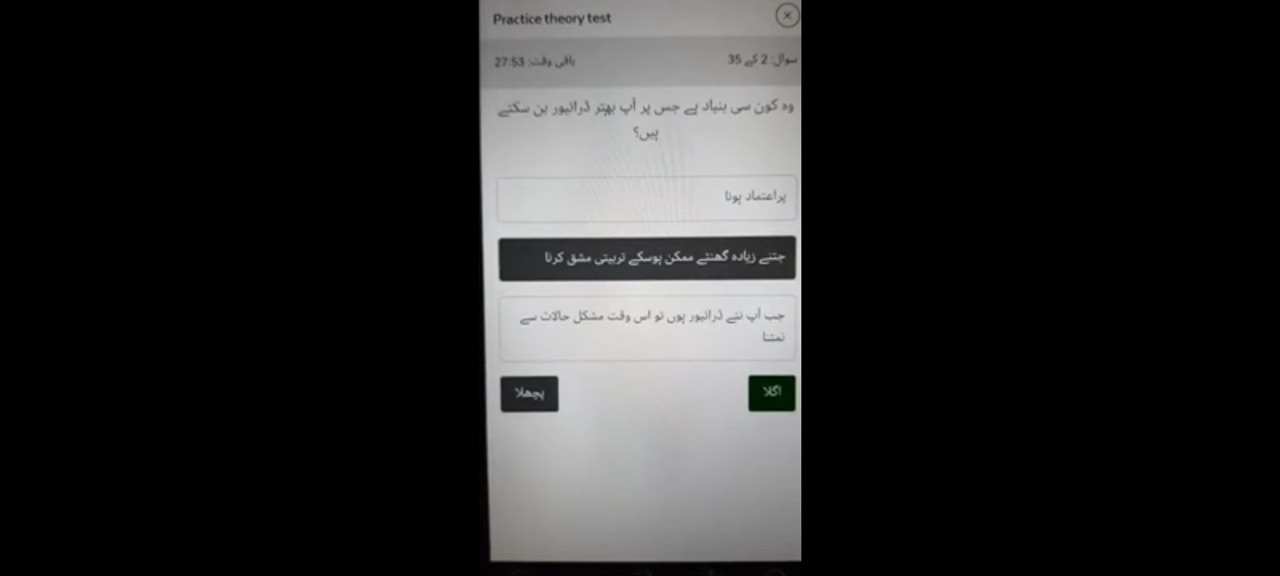 Practice theory test
سوال: 2 کے 35
باقی وقت: 27:53
وہ کون سی بنیاد ہے جس پر آپ بہتر ڈرائیور بن سکتے
ہیں؟
پراعتماد ہونا
جتنے زیادہ گھنٹے ممکن ہوسکے تربیتی مشق کرنا
جب آپ نئے ڈرائیور ہوں تو اس وقت مشکل حالات سے
نمٹنا
اگلا
پچھلا